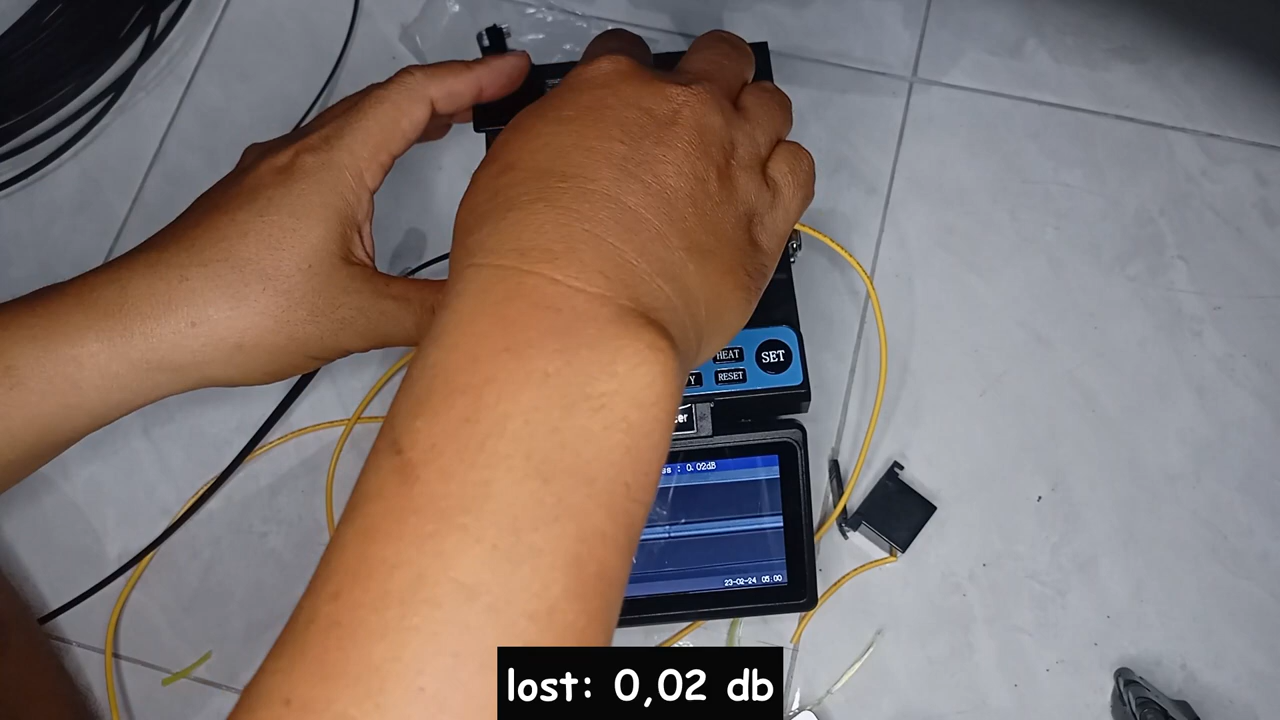 HEAT
SET
RESET
: 0.02dB
23-02-24 05:00
lost: 0,02 db